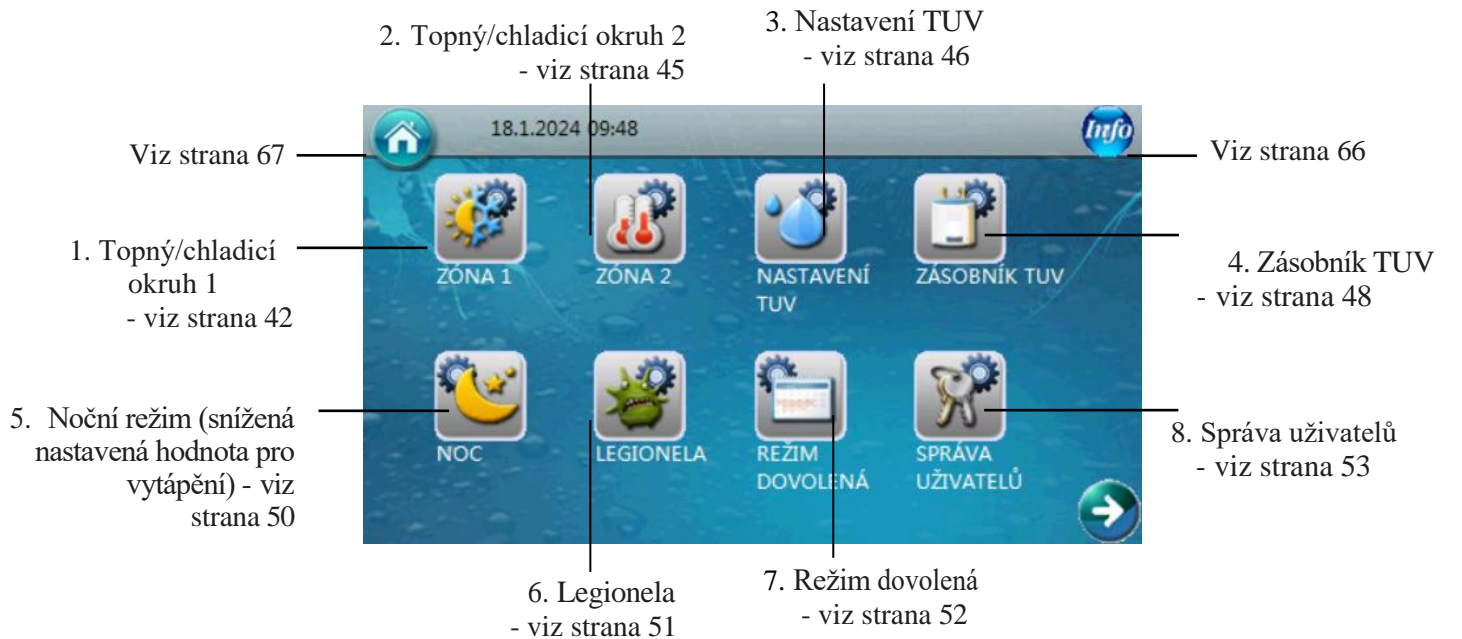 2. Topný/chladicí okruh 2
- viz strana 45
3. Nastavení TUV
- viz strana 46
18.1.2024 09:48
Info
Viz strana 67
Viz strana 66
1. Topný/chladicí
okruh 1
- viz strana 42
ZÓNA 1
ZÓNA 2
NASTAVENÍ
TUV
ZÁSOBNÍK TUV
4. Zásobník TUV
- viz strana 48
5. Noční režim (snížená
nastavená hodnota pro
vytápění) - viz
strana 50
NOC
LEGIONELA
REŽIM
DOVOLENÁ
SPRÁVA
UŽIVATELŮ
8. Správa uživatelů
- viz strana 53
6. Legionela
- viz strana 51
7. Režim dovolená
- viz strana 52